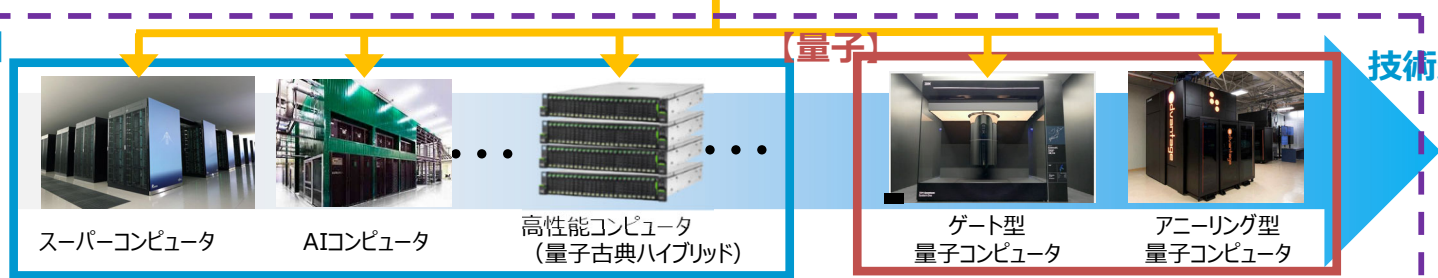 【量子】
技術
スーパーコンピュータ
AIコンピュータ
・・・
高性能コンピュータ
（量子古典ハイブリッド）
・・・
ゲート型
量子コンピュータ
Advantage
アニーリング型
量子コンピュータ